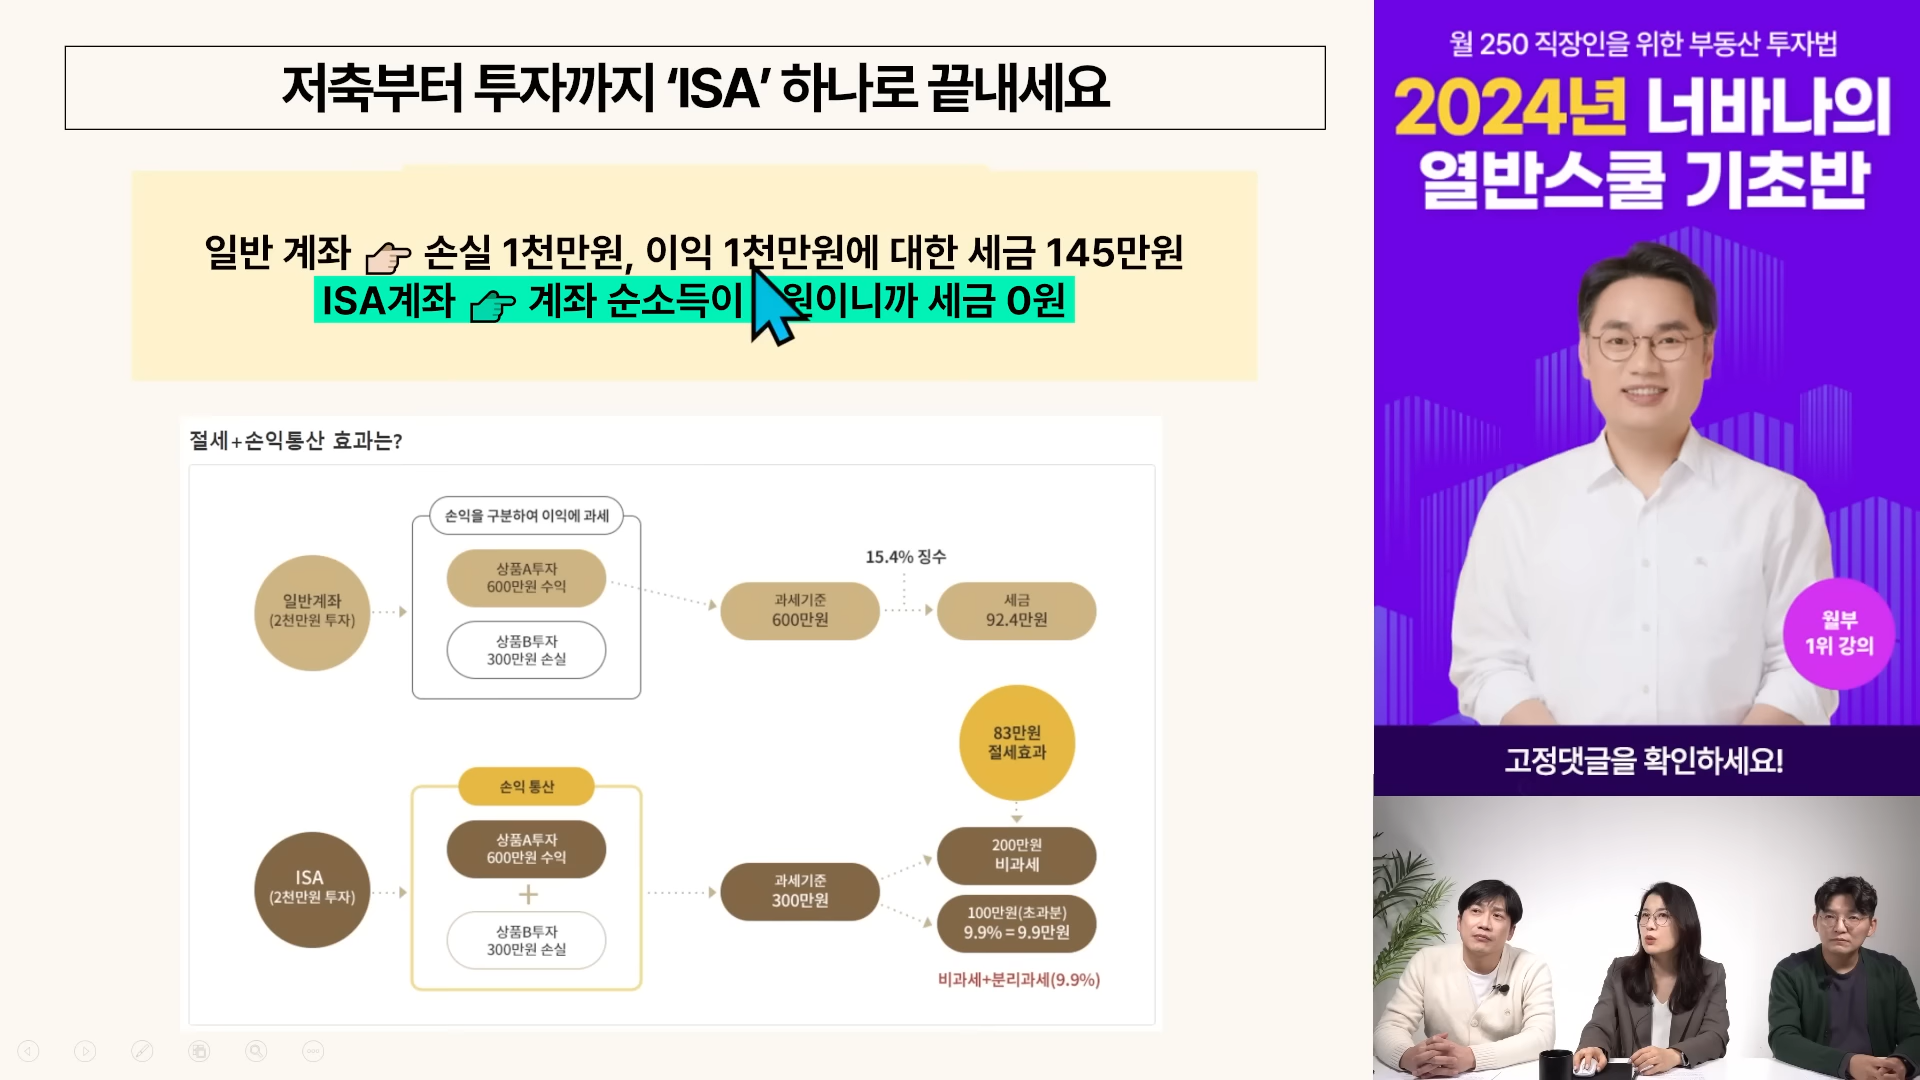 저축부터 투자까지 ‘ISA’ 하나로 끝내세요
일반 계좌 👉 손실 1천만원, 이익 1천만원에 대한 세금 145만원
ISA계좌 👉 계좌 순소득이 원이니까 세금 0원
절세+손익통산 효과는?
손익을 구분하여 이익에 과세
일반계좌
(2천만원 투자)
상품A투자
600만원 수익
상품B투자
300만원 손실
과세기준
600만원
15.4% 징수
세금
92.4만원
83만원
절세효과
손익 통산
ISA
(2천만원 투자)
상품A투자
600만원 수익
+
상품B투자
300만원 손실
과세기준
300만원
200만원
비과세
100만원(초과분)
9.9% = 9.9만원
비과세+분리과세(9.9%)
월 250 직장인을 위한 부동산 투자법
2024년 너바나의
열반스쿨 기초반
월부
1위 강의
고정댓글을 확인하세요!